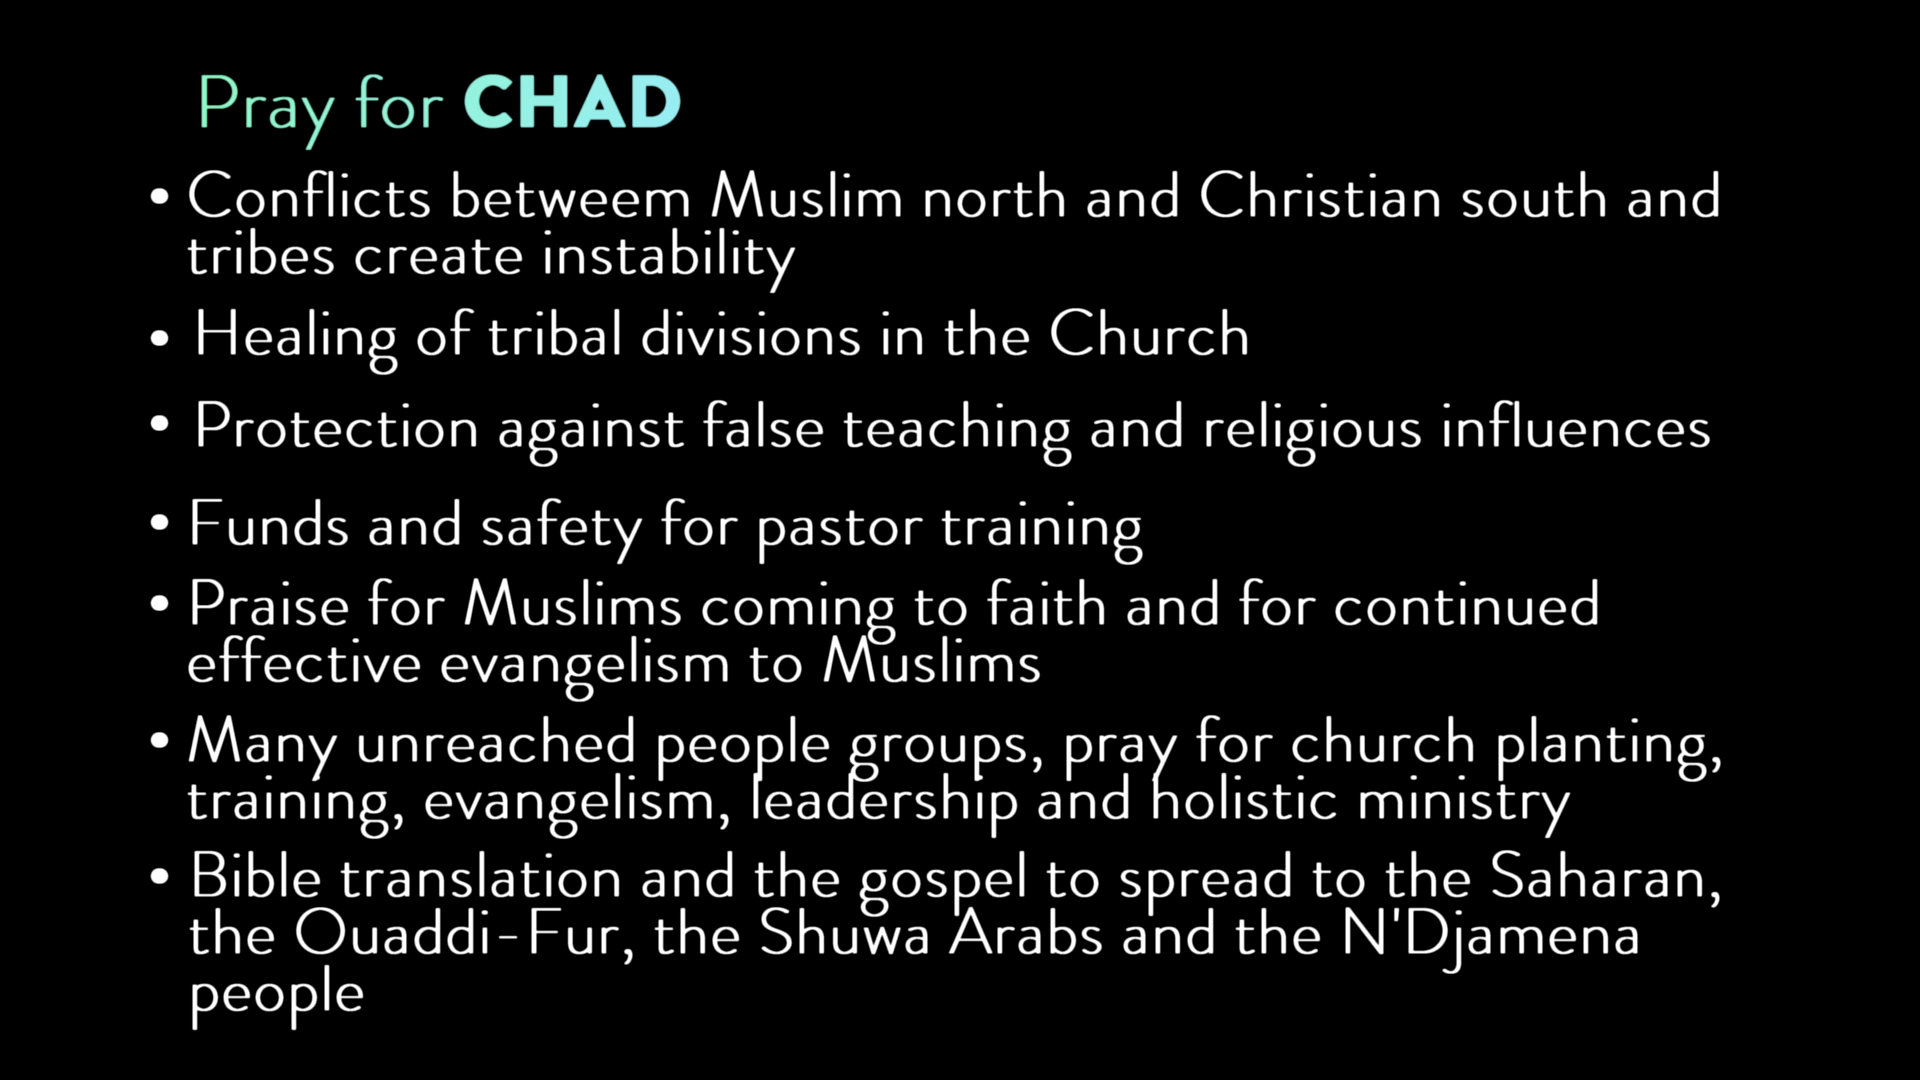 Pray for CHAD
• Conflicts betweem Muslim north and Christian south and
tribes create instability
• Healing of tribal divisions in the Church
• Protection against false teaching and religious influences
• Funds and safety for pastor training
• Praise for Muslims coming to faith and for continued
effective evangelism to Muslims
• Many unreached people groups, pray for church planting,
training, evangelism, leadership and holistic ministry
• Bible translation and the gospel to spread to the Saharan,
the Ouaddi-Fur, the Shuwa Arabs and the N'Djamena
people